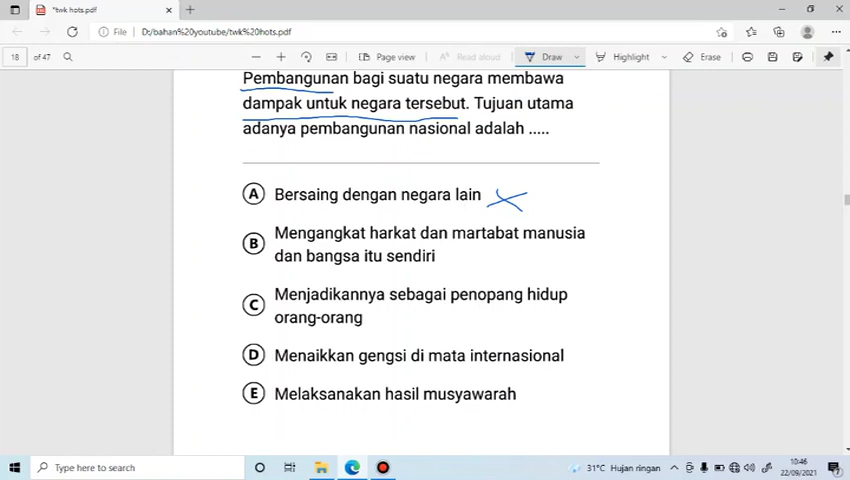 *twk hots.pdf
File
D:/bahan%20youtube/twk%20hots.pdf
18 of 47
Page view
Read aloud
Draw
Highlight
Erase
Pembangunan bagi suatu negara membawa
dampak untuk negara tersebut. Tujuan utama
adanya pembangunan nasional adalah .....
A Bersaing dengan negara lain
B Mengangkat harkat dan martabat manusia
dan bangsa itu sendiri
C Menjadikannya sebagai penopang hidup
orang-orang
D Menaikkan gengsi di mata internasional
E Melaksanakan hasil musyawarah
Type here to search
31°C Hujan ringan
10:46
22/09/2021